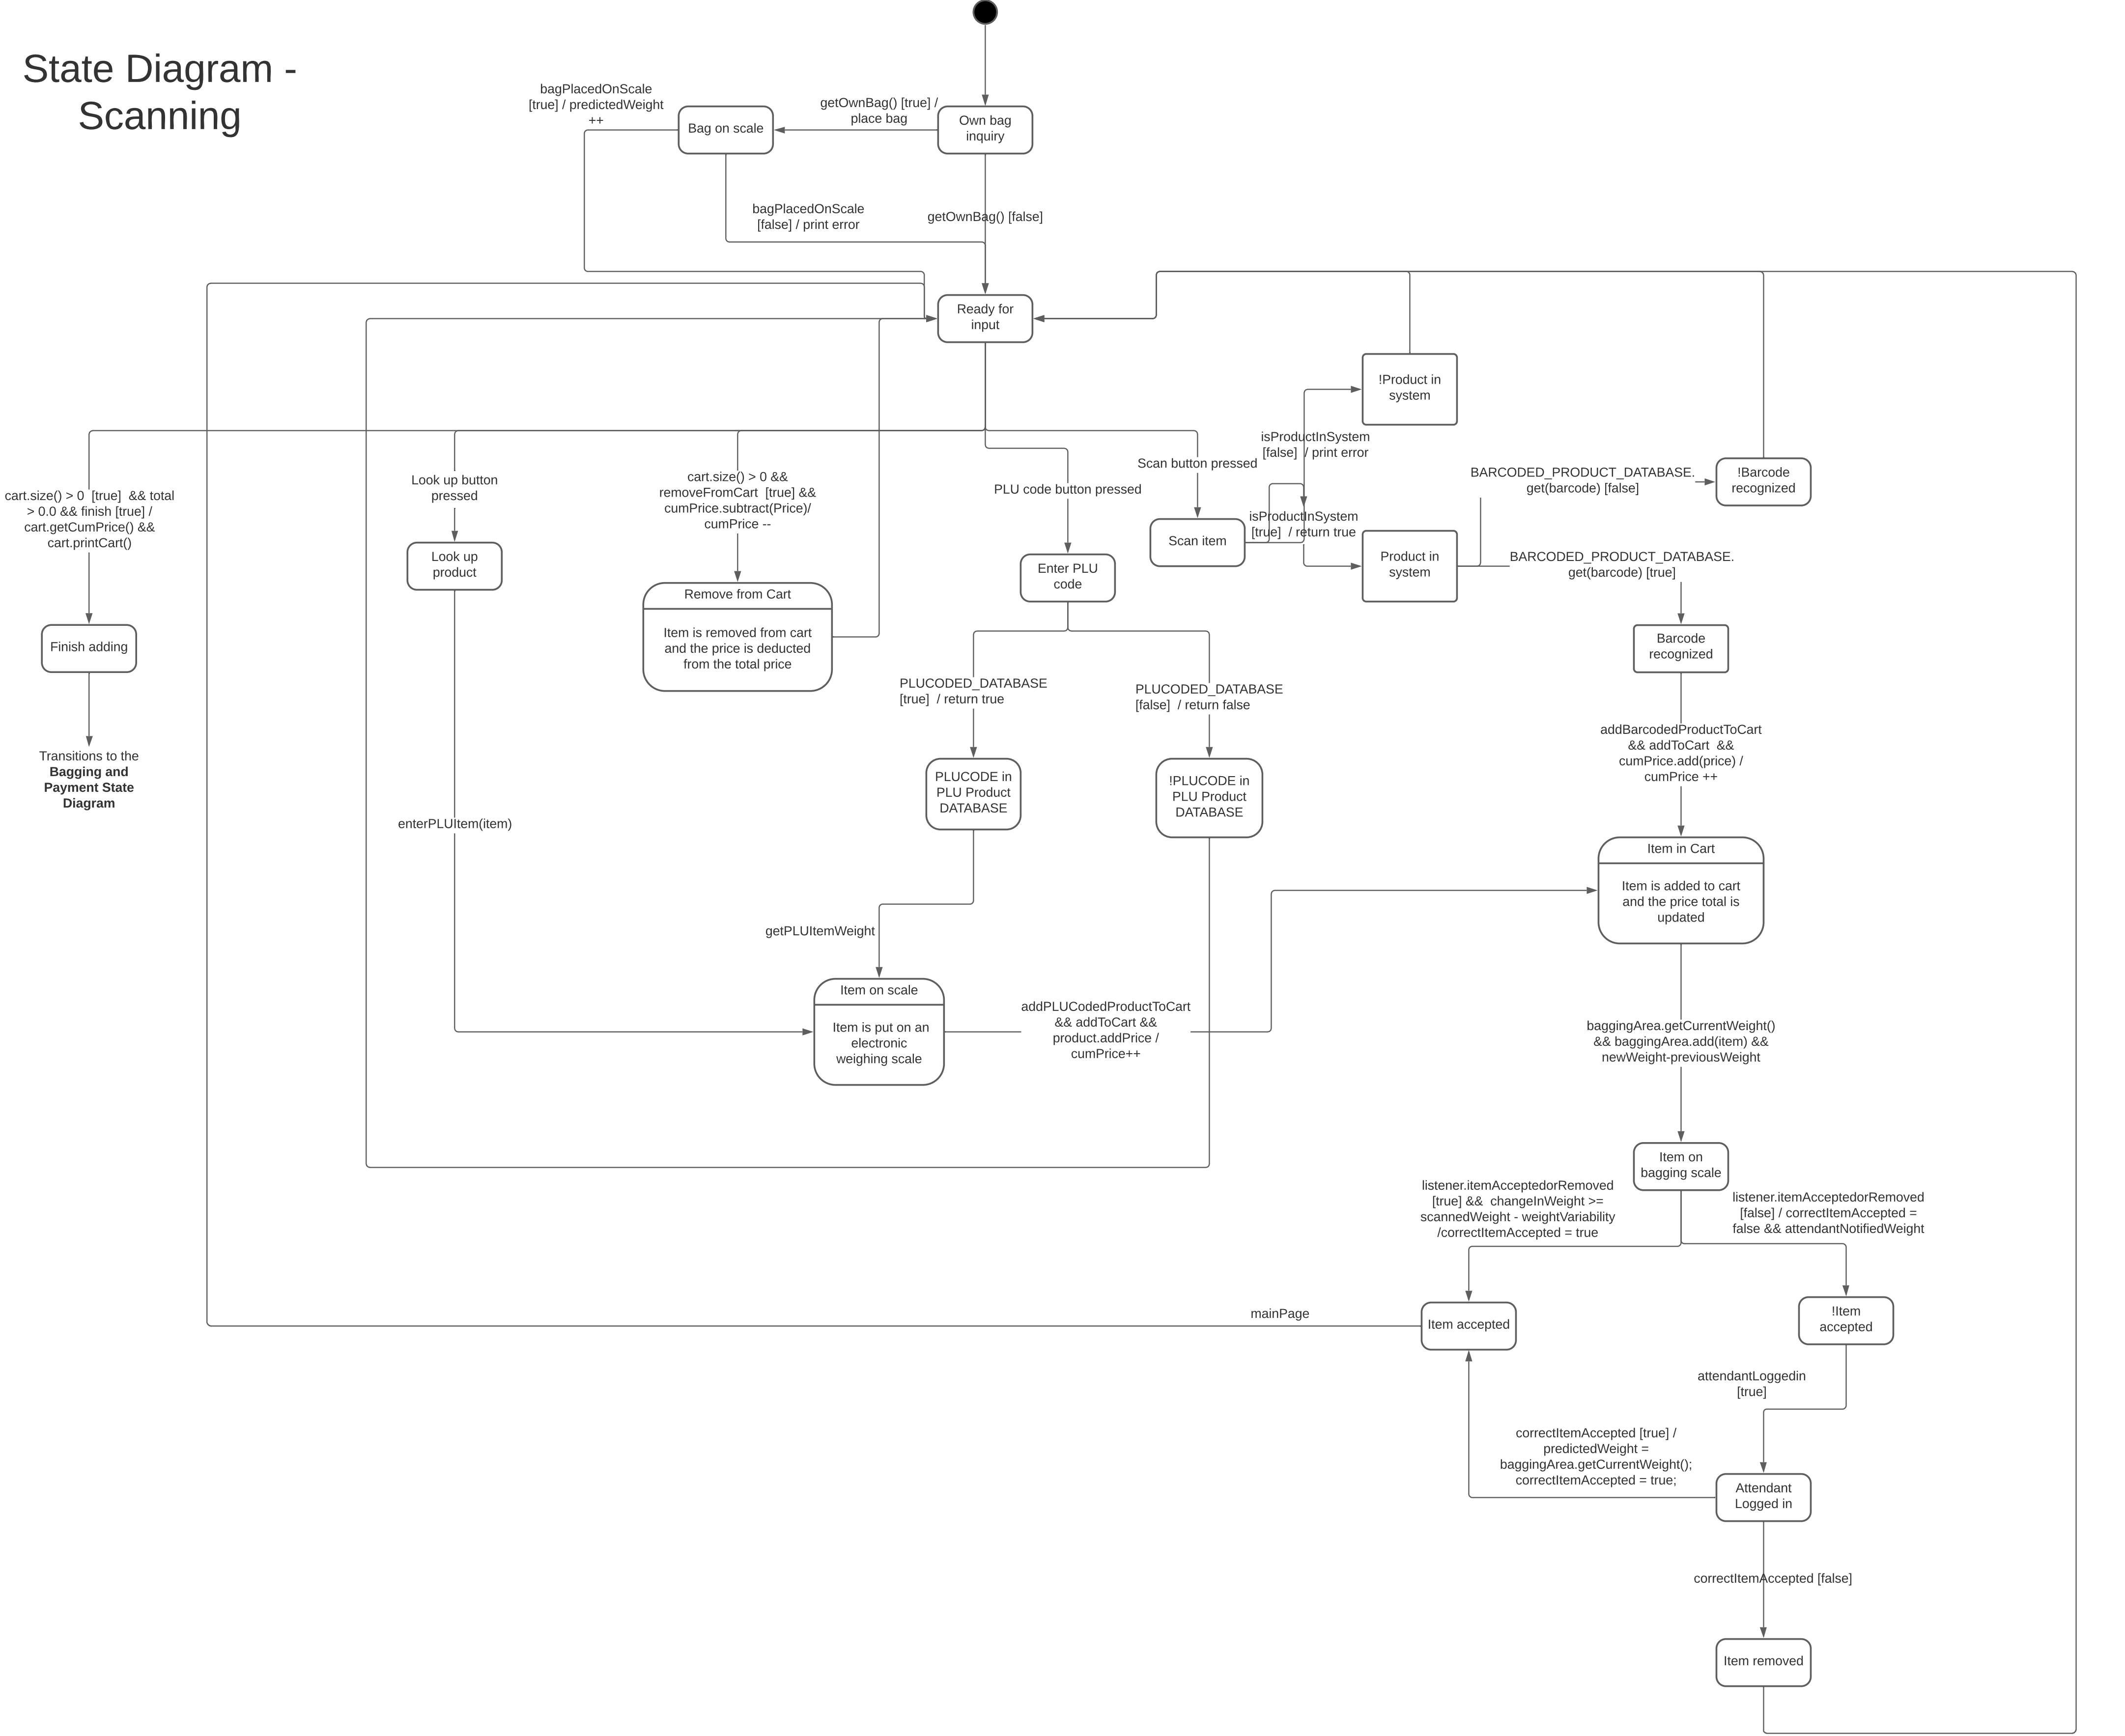 State Diagram -
Scanning
bagPlacedOnScale
[true] / predictedWeight
++
Bag on scale
getOwnBag() [true] /
place bag
Own bag
inquiry
bagPlacedOnScale
[false] / print error
getOwnBag() [false]
Ready for
input
!Product in
system
isProductInSystem
[false]  / print error
Scan button pressed
BARCODED_PRODUCT_DATABASE.
get(barcode) [false]
!Barcode
recognized
Look up button
pressed
cart.size() > 0 &&
removeFromCart  [true] &&
cumPrice.subtract(Price)/
cumPrice --
PLU code button pressed
cart.size() > 0  [true]  && total
> 0.0 && finish [true] /
cart.getCumPrice() &&
cart.printCart()
isProductInSystem
[true]  / return true
Scan item
Look up
product
Enter PLU
code
Product in
system
BARCODED_PRODUCT_DATABASE.
get(barcode) [true]
Remove from Cart
Item is removed from cart
and the price is deducted
from the total price
Finish adding
Barcode
recognized
PLUCODED_DATABASE
[true]  / return true
PLUCODED_DATABASE
[false]  / return false
Transitions to the
Bagging and
Payment State
Diagram
addBarcodedProductToCart
&& addToCart  &&
cumPrice.add(price) /
cumPrice ++
PLUCODE in
PLU Product
DATABASE
!PLUCODE in
PLU Product
DATABASE
enterPLUItem(item)
Item in Cart
Item is added to cart
and the price total is
updated
getPLUItemWeight
Item on scale
Item is put on an
electronic
weighing scale
addPLUCodedProductToCart
&& addToCart &&
product.addPrice /
cumPrice++
baggingArea.getCurrentWeight()
&& baggingArea.add(item) &&
newWeight-previousWeight
Item on
bagging scale
listener.itemAcceptedorRemoved
[true] &&  changeInWeight >=
scannedWeight - weightVariability
/correctItemAccepted = true
listener.itemAcceptedorRemoved
[false] / correctItemAccepted =
false && attendantNotifiedWeight
mainPage
Item accepted
!Item
accepted
attendantLoggedin
[true]
correctItemAccepted [true] /
predictedWeight =
baggingArea.getCurrentWeight();
correctItemAccepted = true;
Attendant
Logged in
correctItemAccepted [false]
Item removed